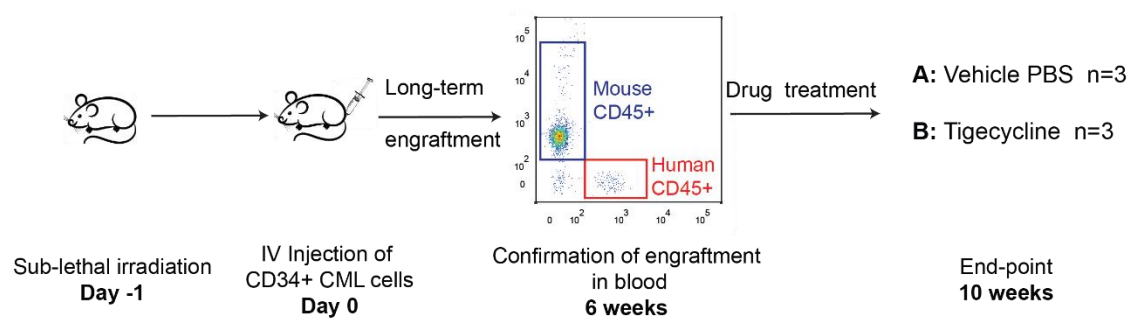 Long-term
engraftment
10^5
10^4
10^3
10^2
0
Mouse
CD45+
Human
CD45+
0 10^2 10^3 10^4 10^5
Drug treatment
A: Vehicle PBS n=3
B: Tigecycline n=3
Sub-lethal irradiation
Day -1
IV Injection of
CD34+ CML cells
Day 0
Confirmation of engraftment
in blood
6 weeks
End-point
10 weeks